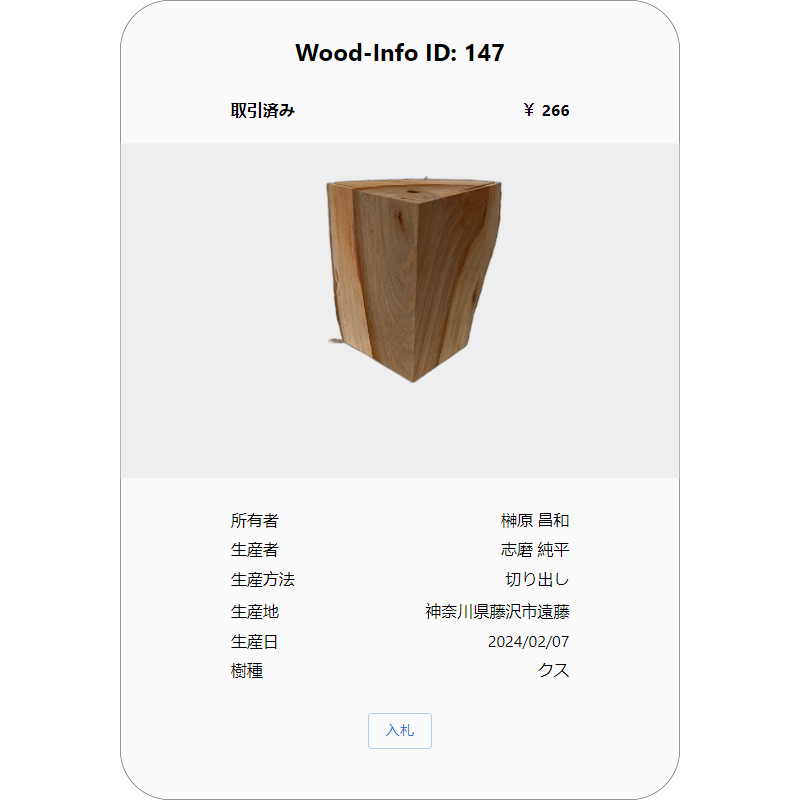 Wood-Info ID: 147
取引済み ￥ 266
所有者 榊原 昌和
生産者 志磨 純平
生産方法 切り出し
生産地 神奈川県藤沢市遠藤
生産日 2024/02/07
樹種 クス
入札